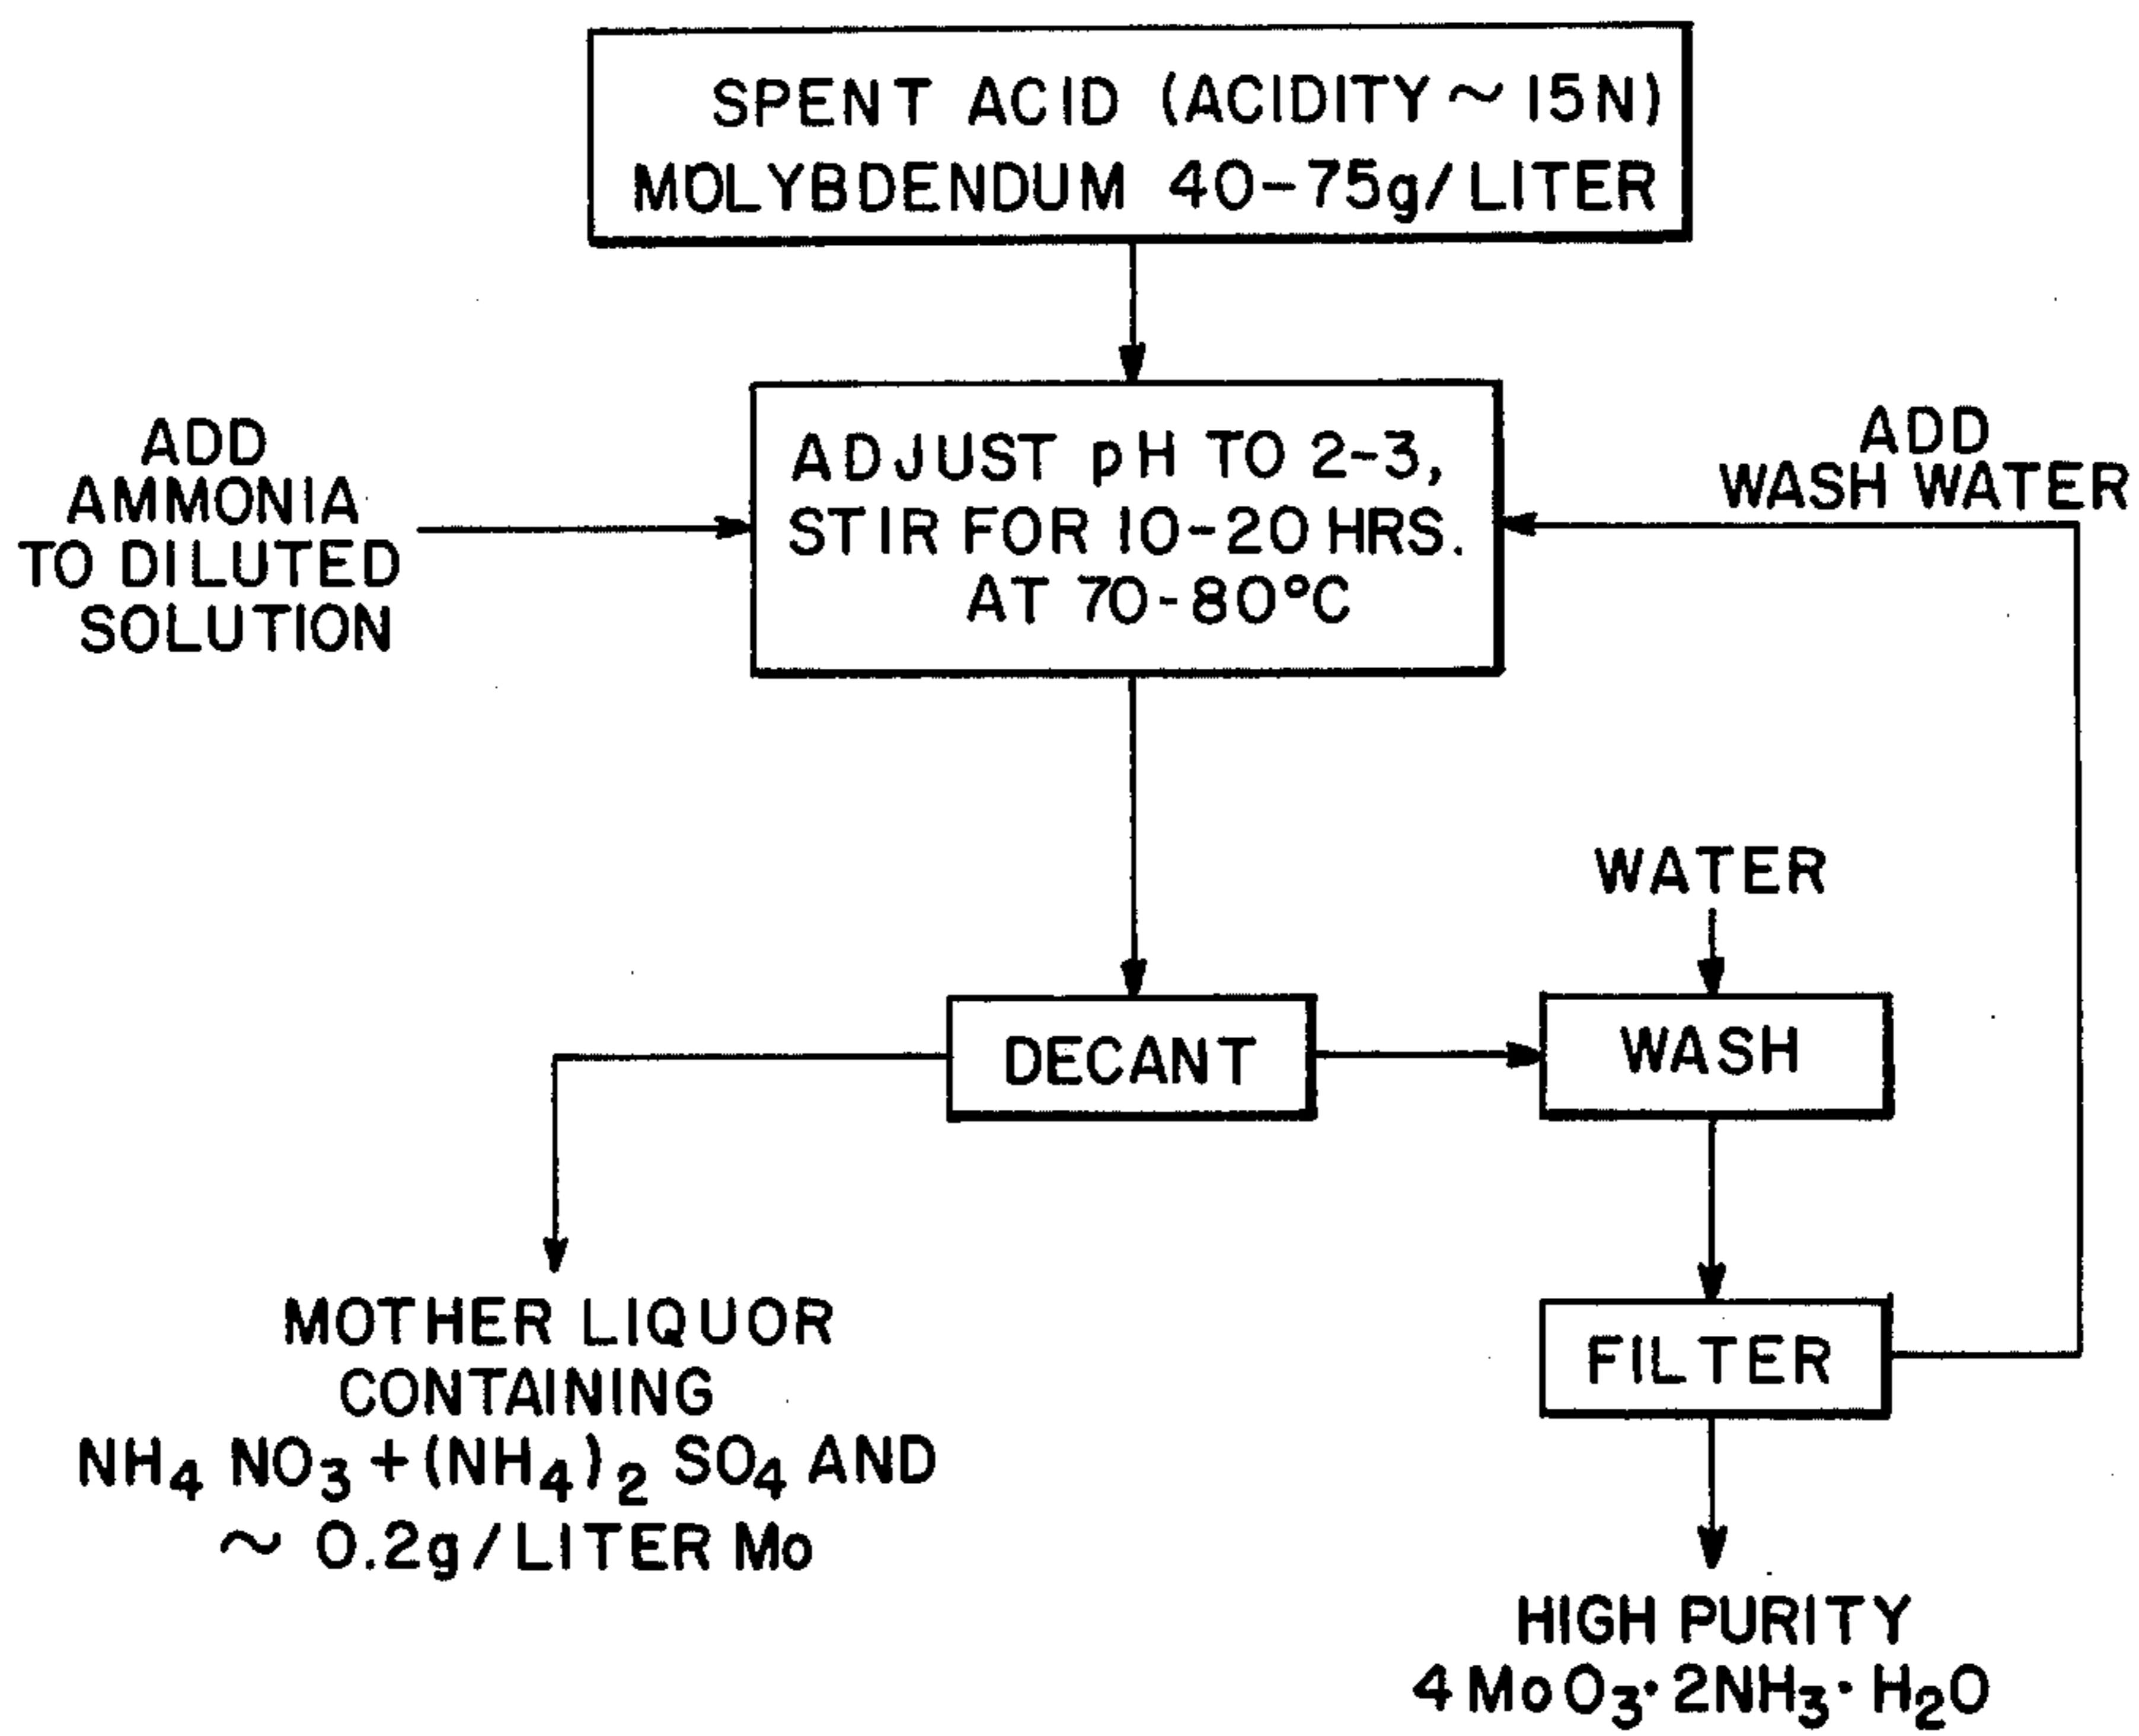 SPENT ACID (ACIDITY ~ 15N)
MOLYBDENDUM 40-75g/LITER
ADD
AMMONIA
TO DILUTED
SOLUTION
ADJUST pH TO 2-3,
STIR FOR 10-20 HRS.
AT 70-80°C
ADD
WASH WATER
WATER
DECANT
WASH
MOTHER LIQUOR
CONTAINING
NH4 NO3 + (NH4)2 SO4 AND
~ 0.2g/LITER Mo
FILTER
HIGH PURITY
4 MoO3·2NH3·H2O